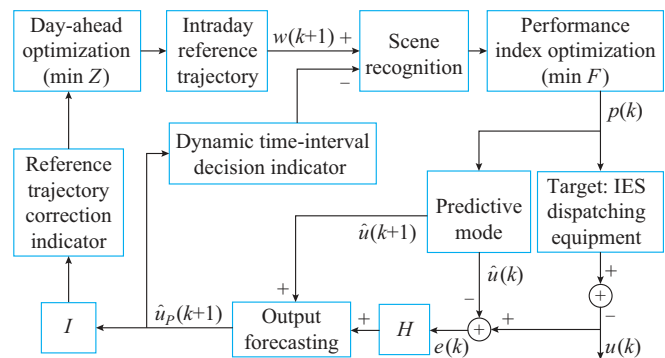 Day-ahead
optimization
(min Z)
Intraday
reference
trajectory
w(k+1) +
−
Scene
recognition
Performance
index optimization
(min F)
p(k)
Dynamic time-interval
decision indicator
Reference
trajectory
correction
indicator
Predictive
mode
Target: IES
dispatching
equipment
û(k+1)
û(k)
+
+
−
+
−
I
û_P(k+1)
Output
forecasting
+
H
e(k)
+
+
u(k)